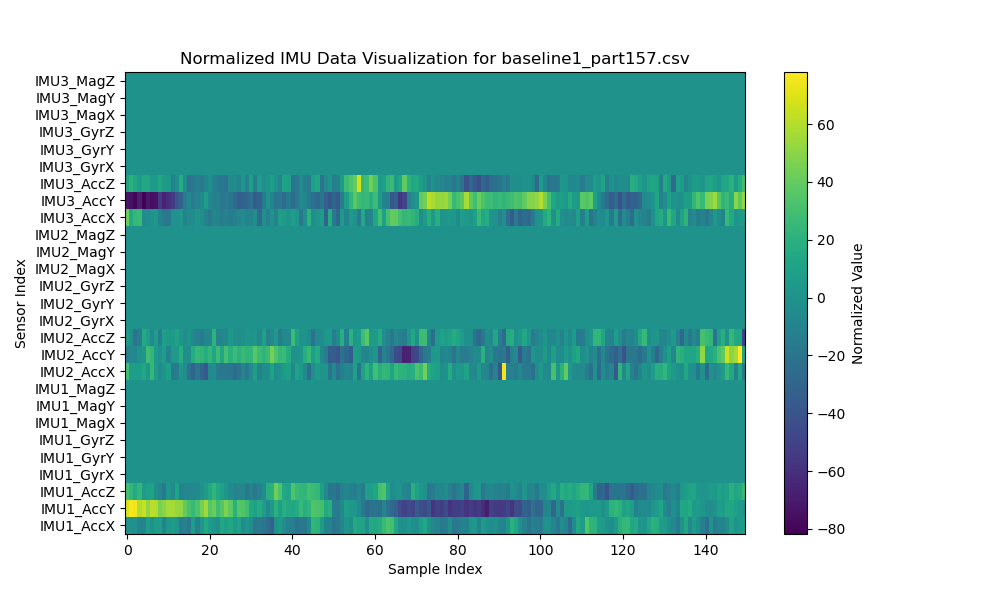 Normalized IMU Data Visualization for baseline1_part157.csv
IMU3_MagZ
IMU3_MagY
IMU3_MagX
IMU3_GyrZ
IMU3_GyrY
IMU3_GyrX
IMU3_AccZ
IMU3_AccY
IMU3_AccX
IMU2_MagZ
IMU2_MagY
IMU2_MagX
IMU2_GyrZ
IMU2_GyrY
IMU2_GyrX
IMU2_AccZ
IMU2_AccY
IMU2_AccX
IMU1_MagZ
IMU1_MagY
IMU1_MagX
IMU1_GyrZ
IMU1_GyrY
IMU1_GyrX
IMU1_AccZ
IMU1_AccY
IMU1_AccX
Sensor Index
0 20 40 60 80 100 120 140
Sample Index
60
40
20
0
−20
−40
−60
−80
Normalized Value